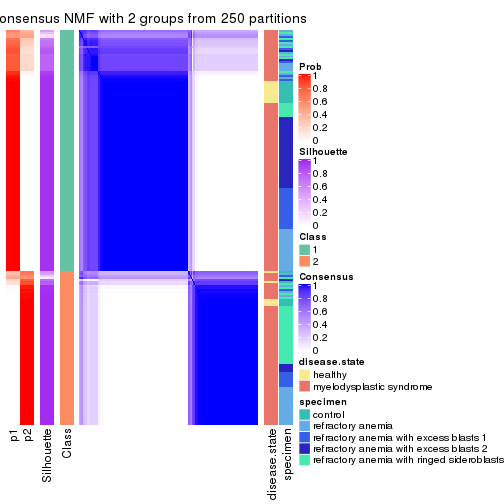 onsensus NMF with 2 groups from 250 partitions
Prob
1
0.8
0.6
0.4
0.2
0
Silhouette
1
0.8
0.6
0.4
0.2
0
Class
1
2
Consensus
1
0.8
0.6
0.4
0.2
0
disease.state
healthy
myelodysplastic syndrome
specimen
control
refractory anemia
refractory anemia with excess blasts 1
refractory anemia with excess blasts 2
refractory anemia with ringed sideroblasts
p1
p2
Silhouette
Class
disease.state
specimen